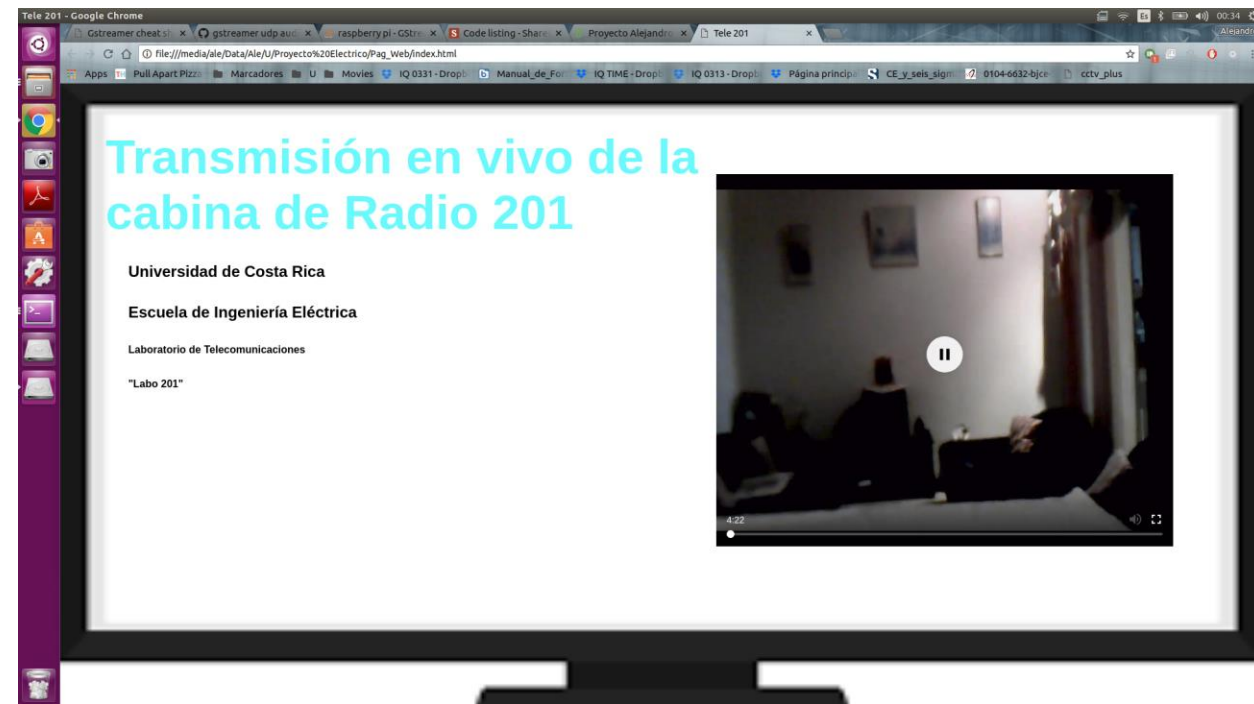 Tele 201 - Google Chrome
Es 00:34
Gstreamer cheat sh
gstreamer udp aud
raspberry pi - GStre
Code listing - Share
Proyecto Alejandro
Tele 201
file:///media/ale/Data/Ale/U/Proyecto%20Electrico/Pag_Web/index.html
Apps Pull Apart Pizza Marcadores U Movies IQ 0331 - Dropb Manual_de_For IQ TIME - Dropb IQ 0313 - Dropb Página principa CE_y_seis_sigm 0104-6632-bjce- cctv_plus
Transmisión en vivo de la
cabina de Radio 201
Universidad de Costa Rica
Escuela de Ingeniería Eléctrica
Laboratorio de Telecomunicaciones
"Labo 201"
4:22